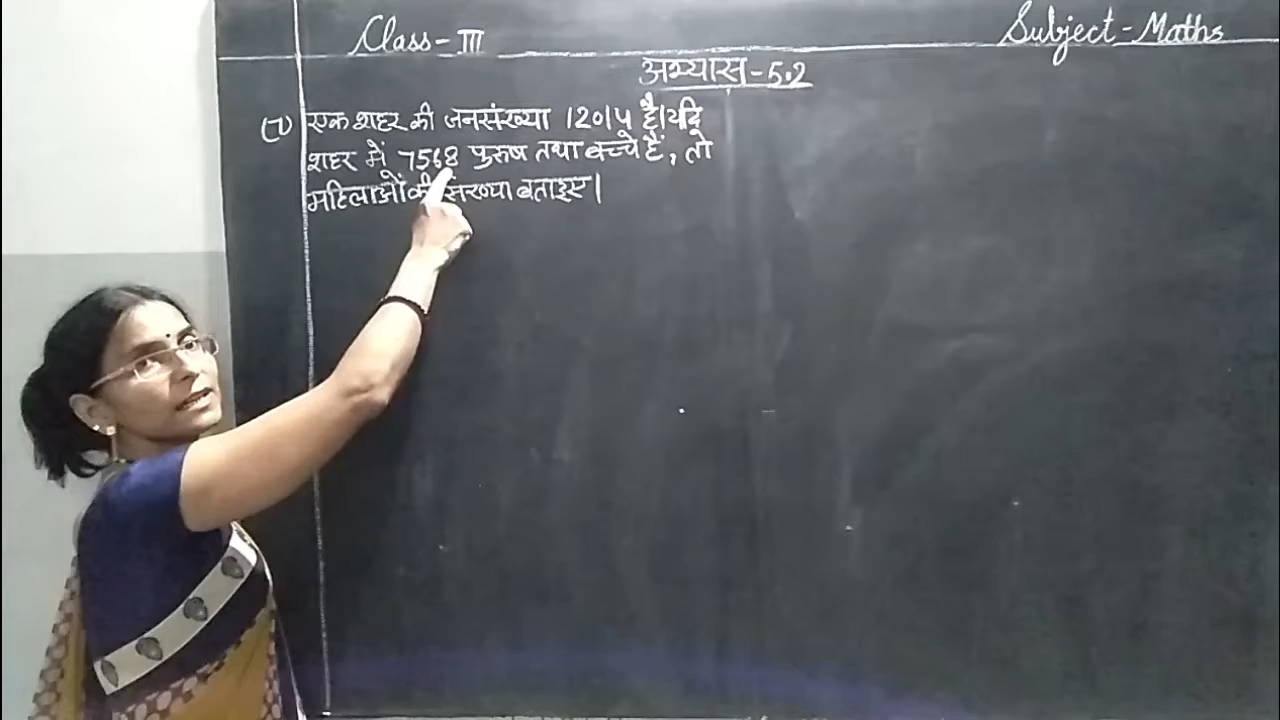 Class - III
Subject - Maths
अभ्यास - 5.2
(7) एक शहर की जनसंख्या 12015 है। यदि
शहर में 7568 पुरुष तथा बच्चे हैं, तो
महिलाओं की संख्या बताइए।